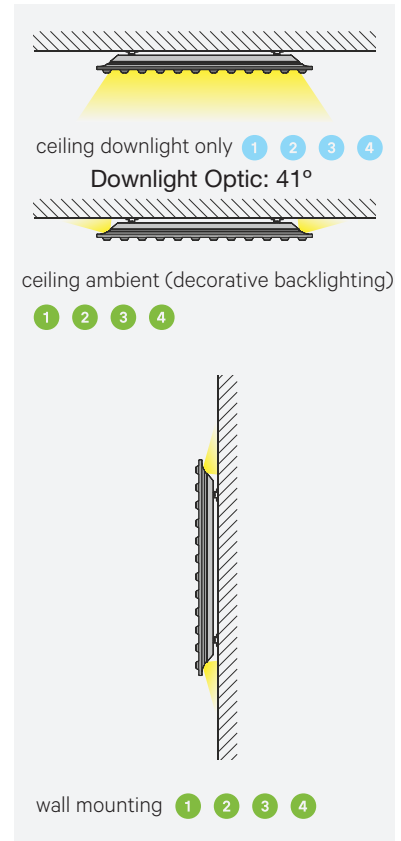 ceiling downlight only 1 2 3 4
Downlight Optic: 41º
ceiling ambient (decorative backlighting)
1 2 3 4
wall mounting 1 2 3 4